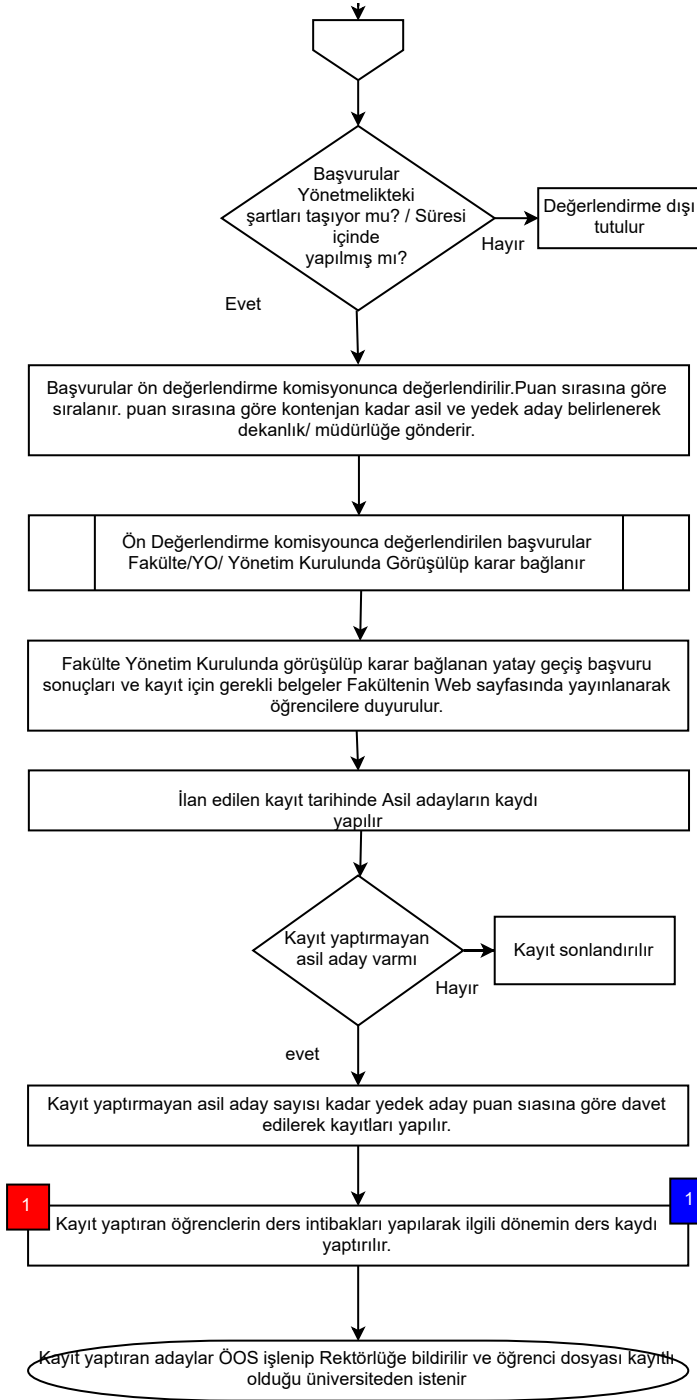 Başvurular
Yönetmelikteki
şartları taşıyor mu? / Süresi
içinde
yapılmış mı?
Değerlendirme dışı
tutulur
Hayır
Evet
Başvurular ön değerlendirme komisyonunca değerlendirilir.Puan sırasına göre
sıralanır. puan sırasına göre kontenjan kadar asil ve yedek aday belirlenerek
dekanlık/ müdürlüğe gönderir.
Ön Değerlendirme komisyounca değerlendirilen başvurular
Fakülte/YO/ Yönetim Kurulunda Görüşülüp karar bağlanır
Fakülte Yönetim Kurulunda görüşülüp karar bağlanan yatay geçiş başvuru
sonuçları ve kayıt için gerekli belgeler Fakültenin Web sayfasında yayınlanarak
öğrencilere duyurulur.
İlan edilen kayıt tarihinde Asil adayların kaydı
yapılır
Kayıt yaptırmayan
asil aday varmı
Kayıt sonlandırılır
Hayır
evet
Kayıt yaptırmayan asil aday sayısı kadar yedek aday puan sıasına göre davet
edilerek kayıtları yapılır.
1
1
Kayıt yaptıran öğrenclerin ders intibakları yapılarak ilgili dönemin ders kaydı
yaptırılır.
Kayıt yaptıran adaylar ÖOS işlenip Rektörlüğe bildirilir ve öğrenci dosyası kayıtlı
olduğu üniversiteden istenir